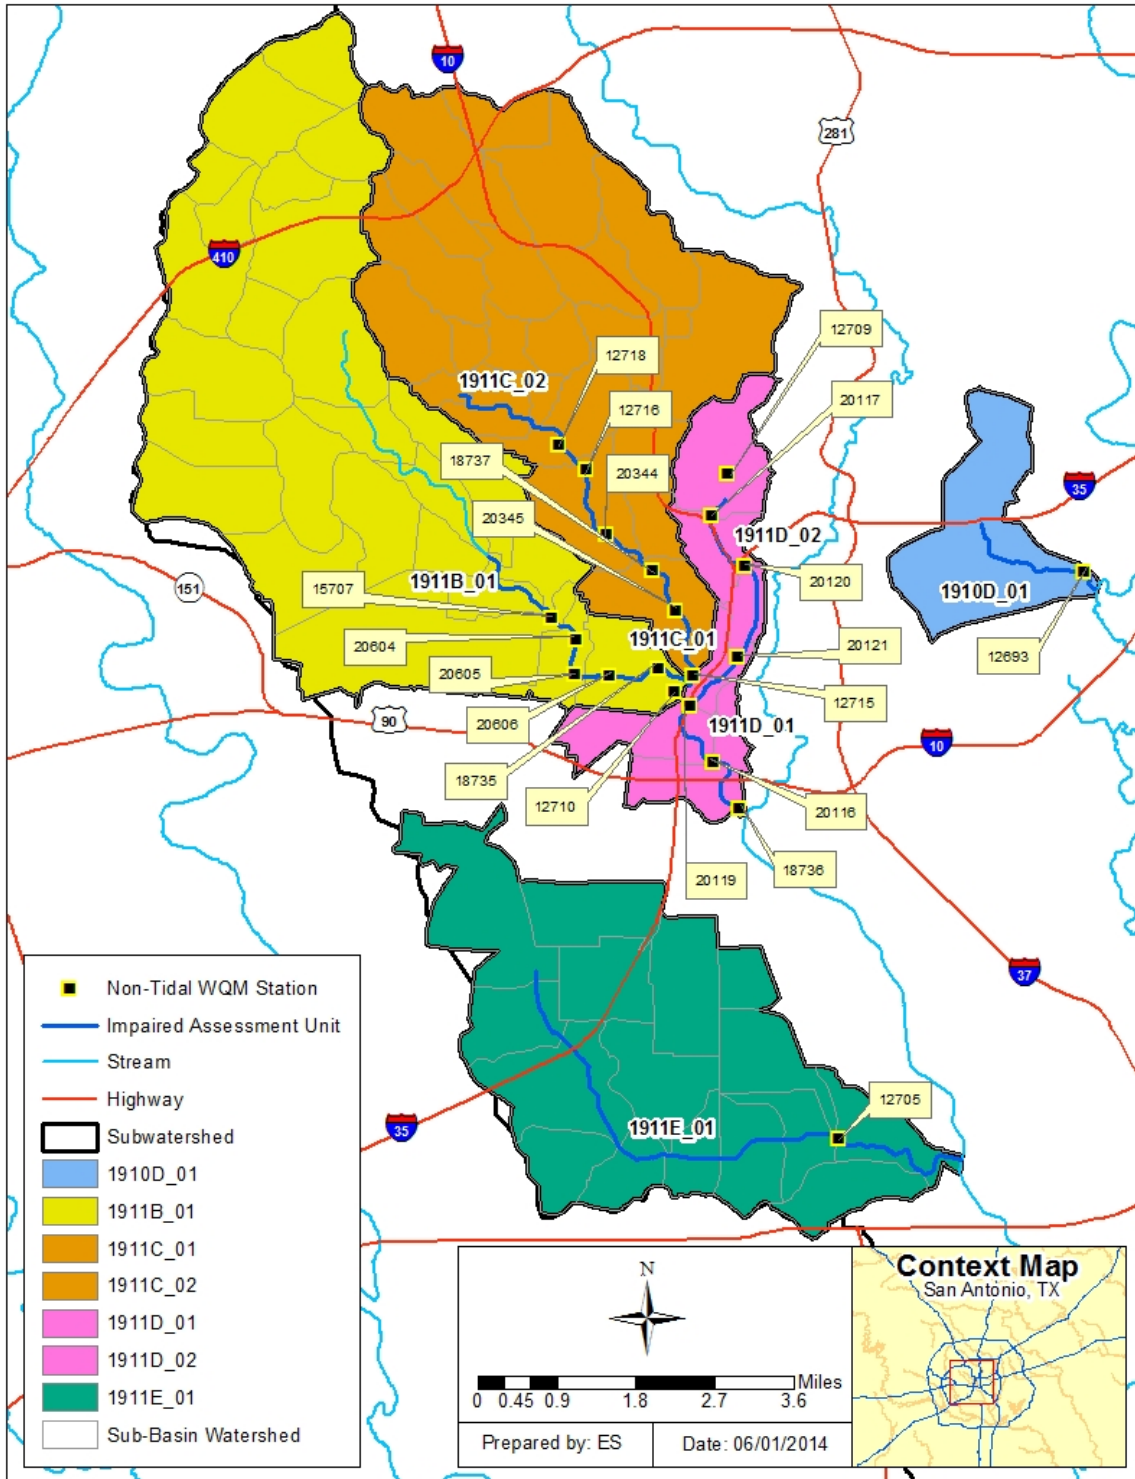 10
281
410
12709
12718
1911C_02
20117
12716
18737
20344
35
20345
1911D_02
151
1911B_01
20120
15707
1910D_01
20604
1911C_01
20121
12693
20605
12715
90
20606
1911D_01
10
18735
12710
20116
20119
18736
37
12705
35
1911E_01
Non-Tidal WQM Station
Impaired Assessment Unit
Stream
Highway
Subwatershed
1910D_01
1911B_01
1911C_01
1911C_02
1911D_01
1911D_02
1911E_01
Sub-Basin Watershed
N
Miles
0 0.45 0.9 1.8 2.7 3.6
Prepared by: ES
Date: 06/01/2014
Context Map
San Antonio, TX